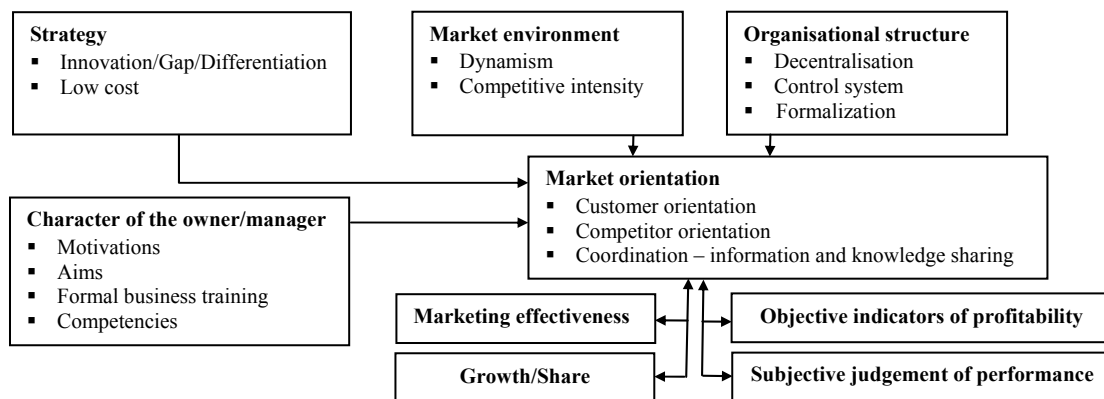 Strategy
▪ Innovation/Gap/Differentiation
▪ Low cost
Market environment
▪ Dynamism
▪ Competitive intensity
Organisational structure
▪ Decentralisation
▪ Control system
▪ Formalization
Market orientation
▪ Customer orientation
▪ Competitor orientation
▪ Coordination – information and knowledge sharing
Character of the owner/manager
▪ Motivations
▪ Aims
▪ Formal business training
▪ Competencies
Marketing effectiveness
Objective indicators of profitability
Growth/Share
Subjective judgement of performance